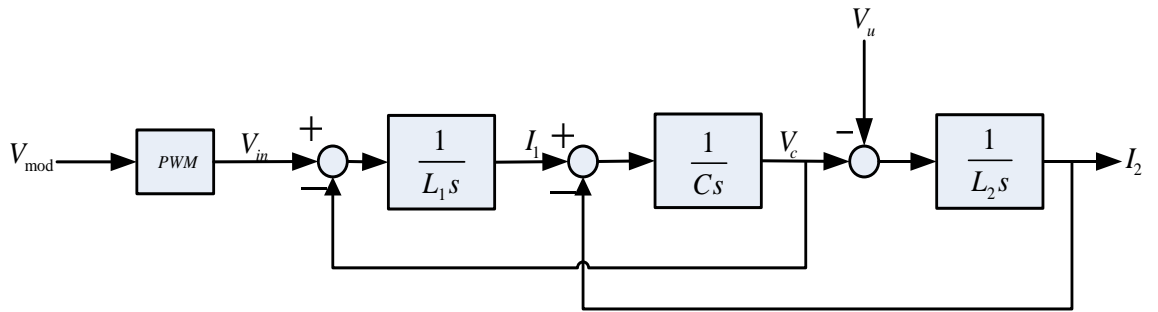 V_u
V_mod PWM V_in + − 1/(L_1 s) I_1 + − 1/(Cs) V_c - 1/(L_2 s) I_2